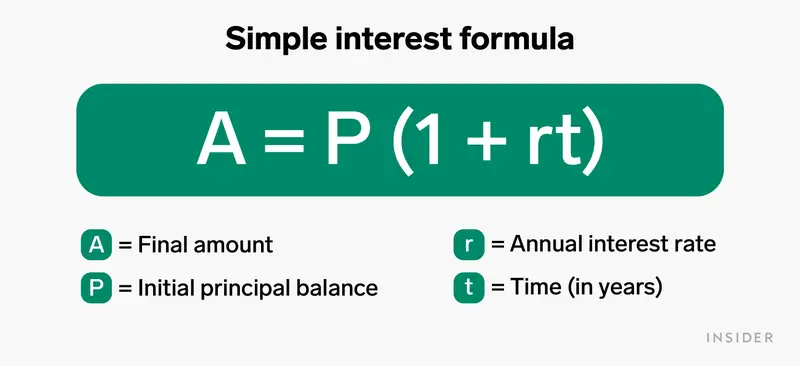 Simple interest formula
A = P (1 + rt)
A = Final amount
P = Initial principal balance
r = Annual interest rate
t = Time (in years)
INSIDER